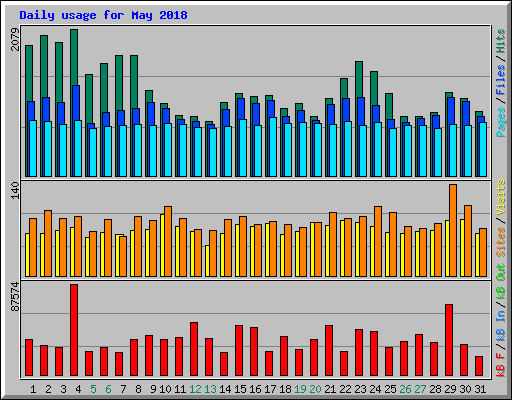 Daily usage for May 2018
2079
Pages / Files / Hits
140
Sites / Visits
87574
kB F / kB In / kB Out
1 2 3 4 5 6 7 8 9 10 11 12 13 14 15 16 17 18 19 20 21 22 23 24 25 26 27 28 29 30 31